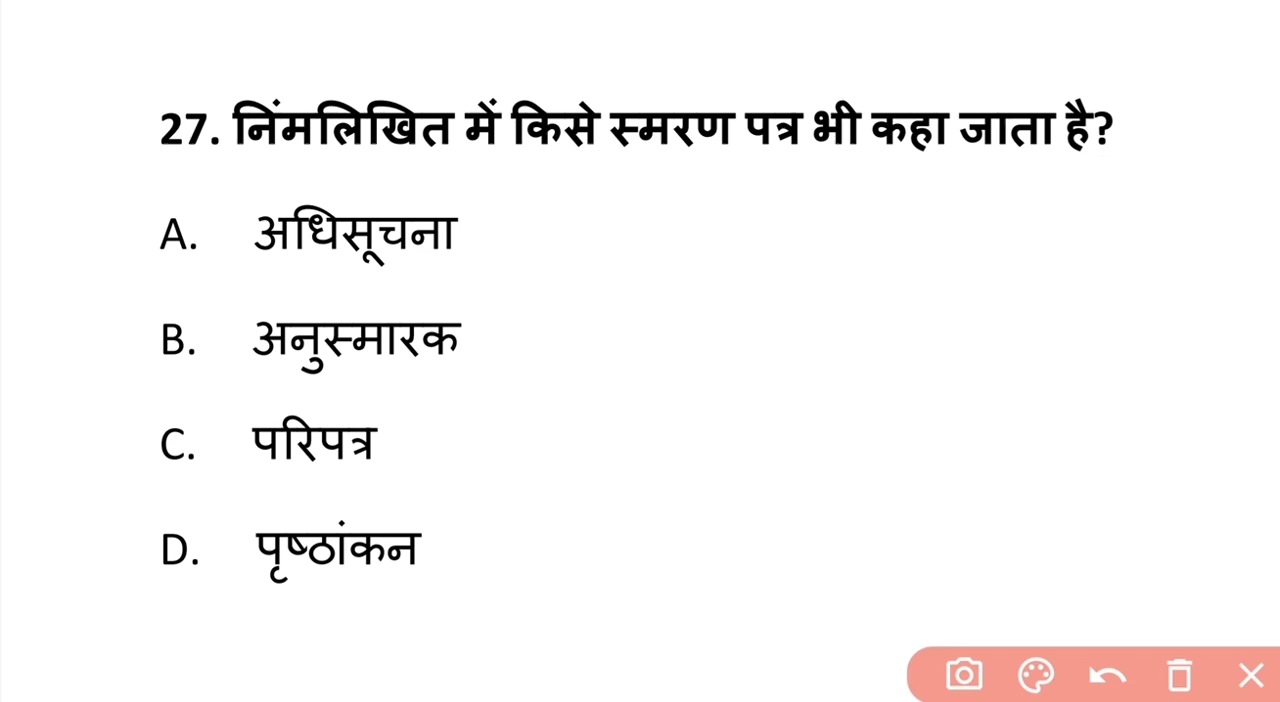 27. निंमलिखित में किसे स्मरण पत्र भी कहा जाता है?
A. अधिसूचना
B. अनुस्मारक
C. परिपत्र
D. पृष्ठांकन